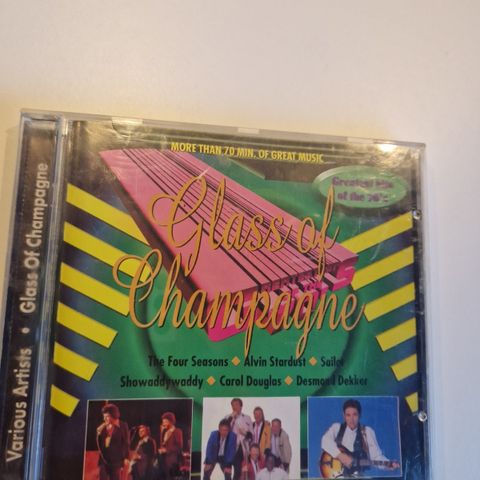 MORE THAN 70 MIN. OF GREAT MUSIC
Greatest Hits
of the 70's
Glass of
Champagne
The Four Seasons ◆ Alvin Stardust ◆ Sailor
Showaddywaddy ◆ Carol Douglas ◆ Desmond Dekker
Various Artists • Glass Of Champagne